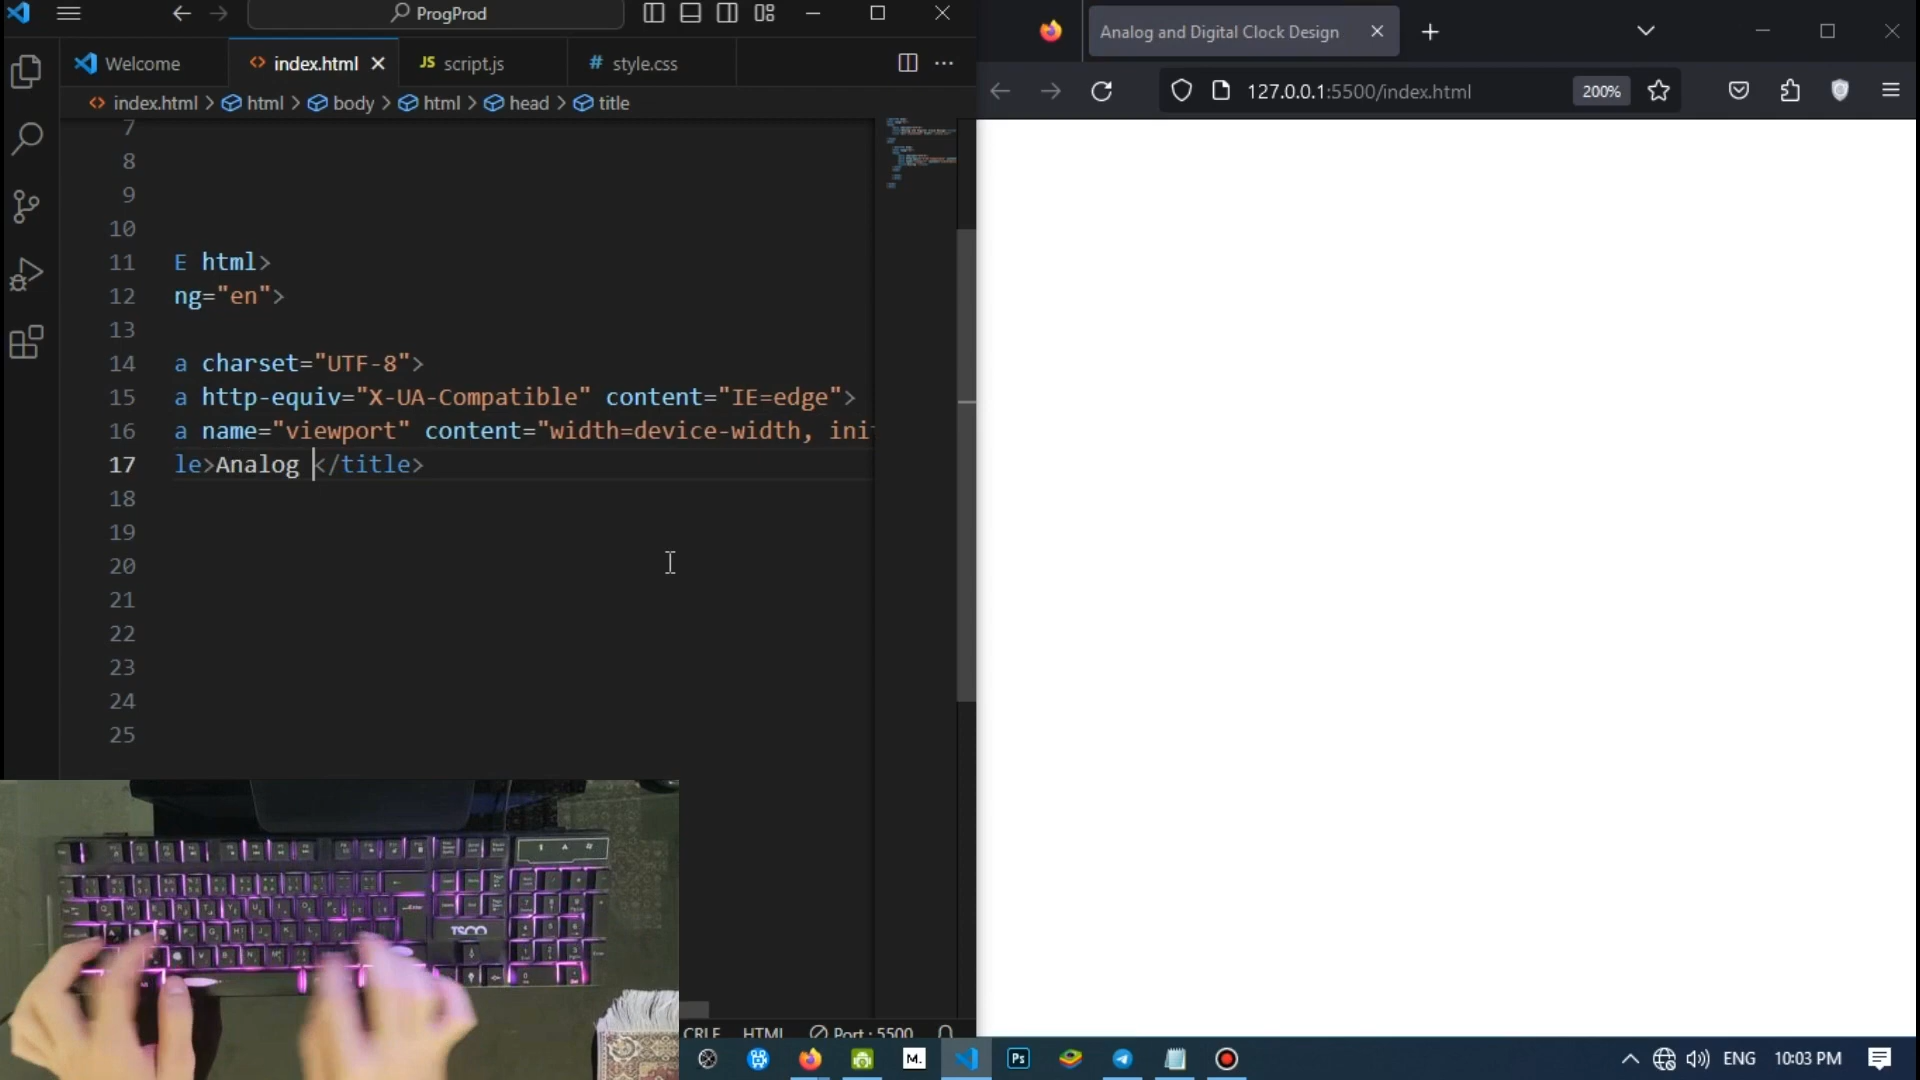 ProgProd
Welcome
index.html
JS script.js
# style.css
index.html > html > body > html > head > title
7
8
9
10
11 E html>
12 ng="en">
13
14 a charset="UTF-8">
15 a http-equiv="X-UA-Compatible" content="IE=edge">
16 a name="viewport" content="width=device-width, ini
17 le>Analog </title>
18
19
20
21
22
23
24
25
CRLF HTML Port : 5500
TSCO
Analog and Digital Clock Design
127.0.0.1:5500/index.html
200%
M.
Ps
ENG
10:03 PM